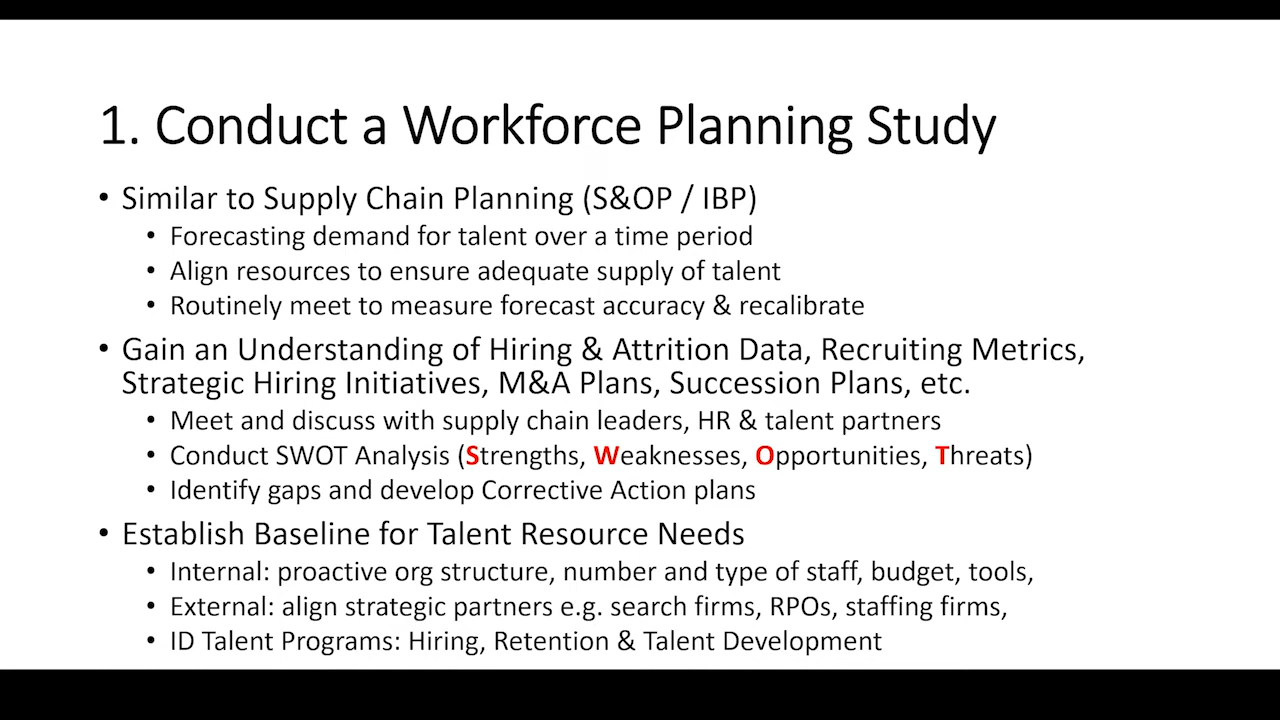 1. Conduct a Workforce Planning Study
• Similar to Supply Chain Planning (S&OP / IBP)
• Forecasting demand for talent over a time period
• Align resources to ensure adequate supply of talent
• Routinely meet to measure forecast accuracy & recalibrate
• Gain an Understanding of Hiring & Attrition Data, Recruiting Metrics,
Strategic Hiring Initiatives, M&A Plans, Succession Plans, etc.
• Meet and discuss with supply chain leaders, HR & talent partners
• Conduct SWOT Analysis (Strengths, Weaknesses, Opportunities, Threats)
• Identify gaps and develop Corrective Action plans
• Establish Baseline for Talent Resource Needs
• Internal: proactive org structure, number and type of staff, budget, tools,
• External: align strategic partners e.g. search firms, RPOs, staffing firms,
• ID Talent Programs: Hiring, Retention & Talent Development